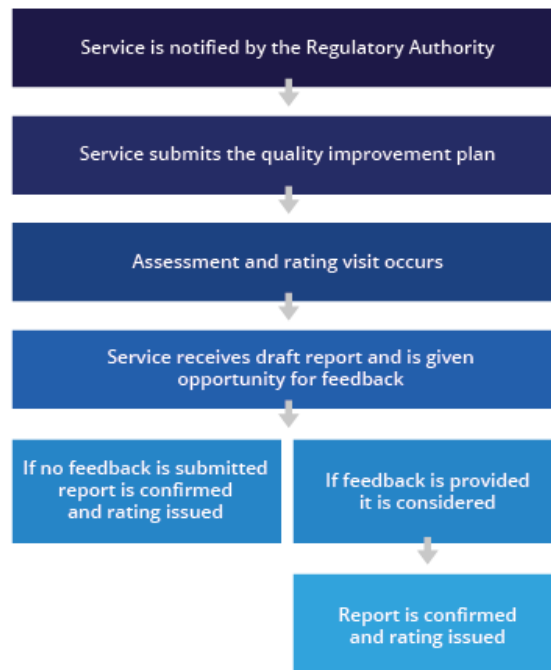 Service is notified by the Regulatory Authority
Service submits the quality improvement plan
Assessment and rating visit occurs
Service receives draft report and is given
opportunity for feedback
If no feedback is submitted
report is confirmed
and rating issued
If feedback is provided
it is considered
Report is confirmed
and rating issued